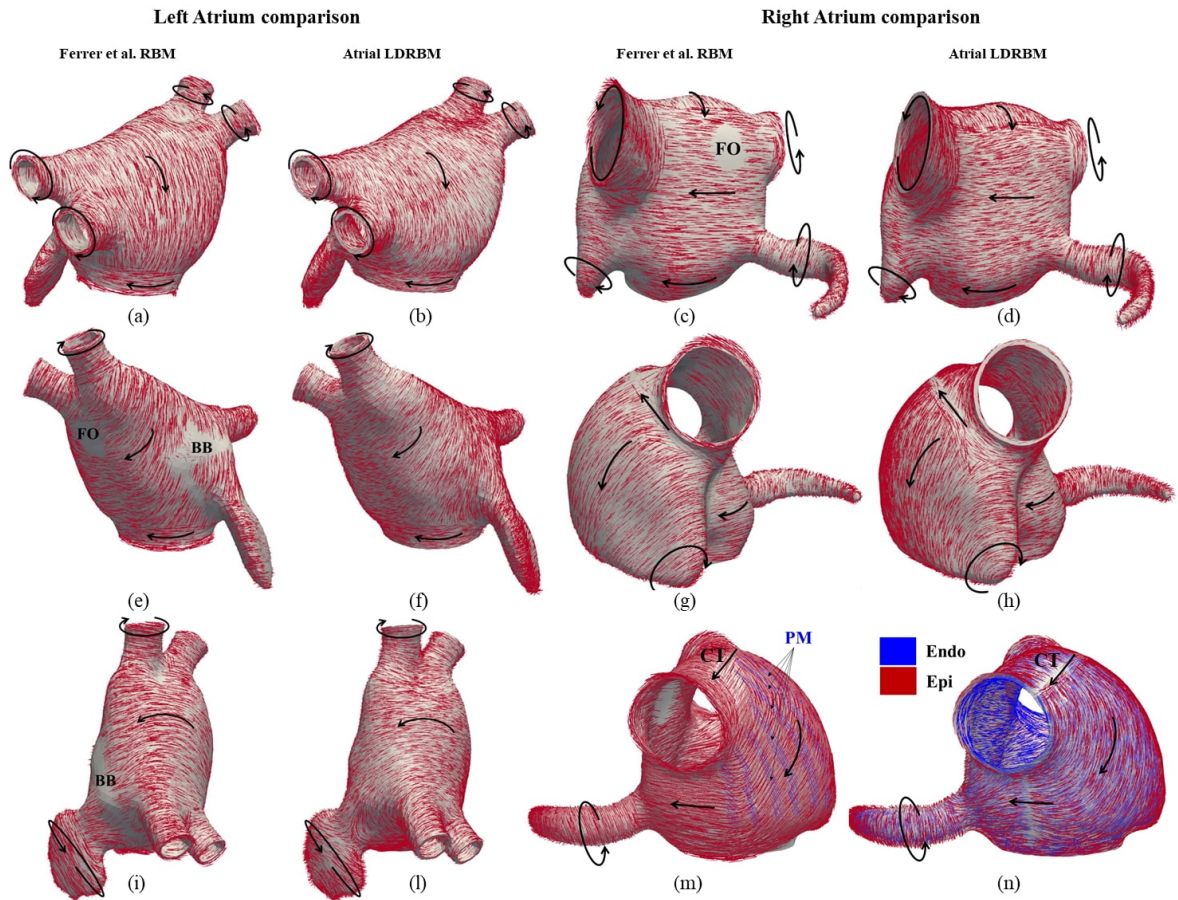 Left Atrium comparison
Right Atrium comparison
Ferrer et al. RBM
Atrial LDRBM
Ferrer et al. RBM
Atrial LDRBM
FO
(a)
(b)
(c)
(d)
FO
BB
(e)
(f)
(g)
(h)
BB
CT
PM
Endo
Epi
CT
(i)
(l)
(m)
(n)